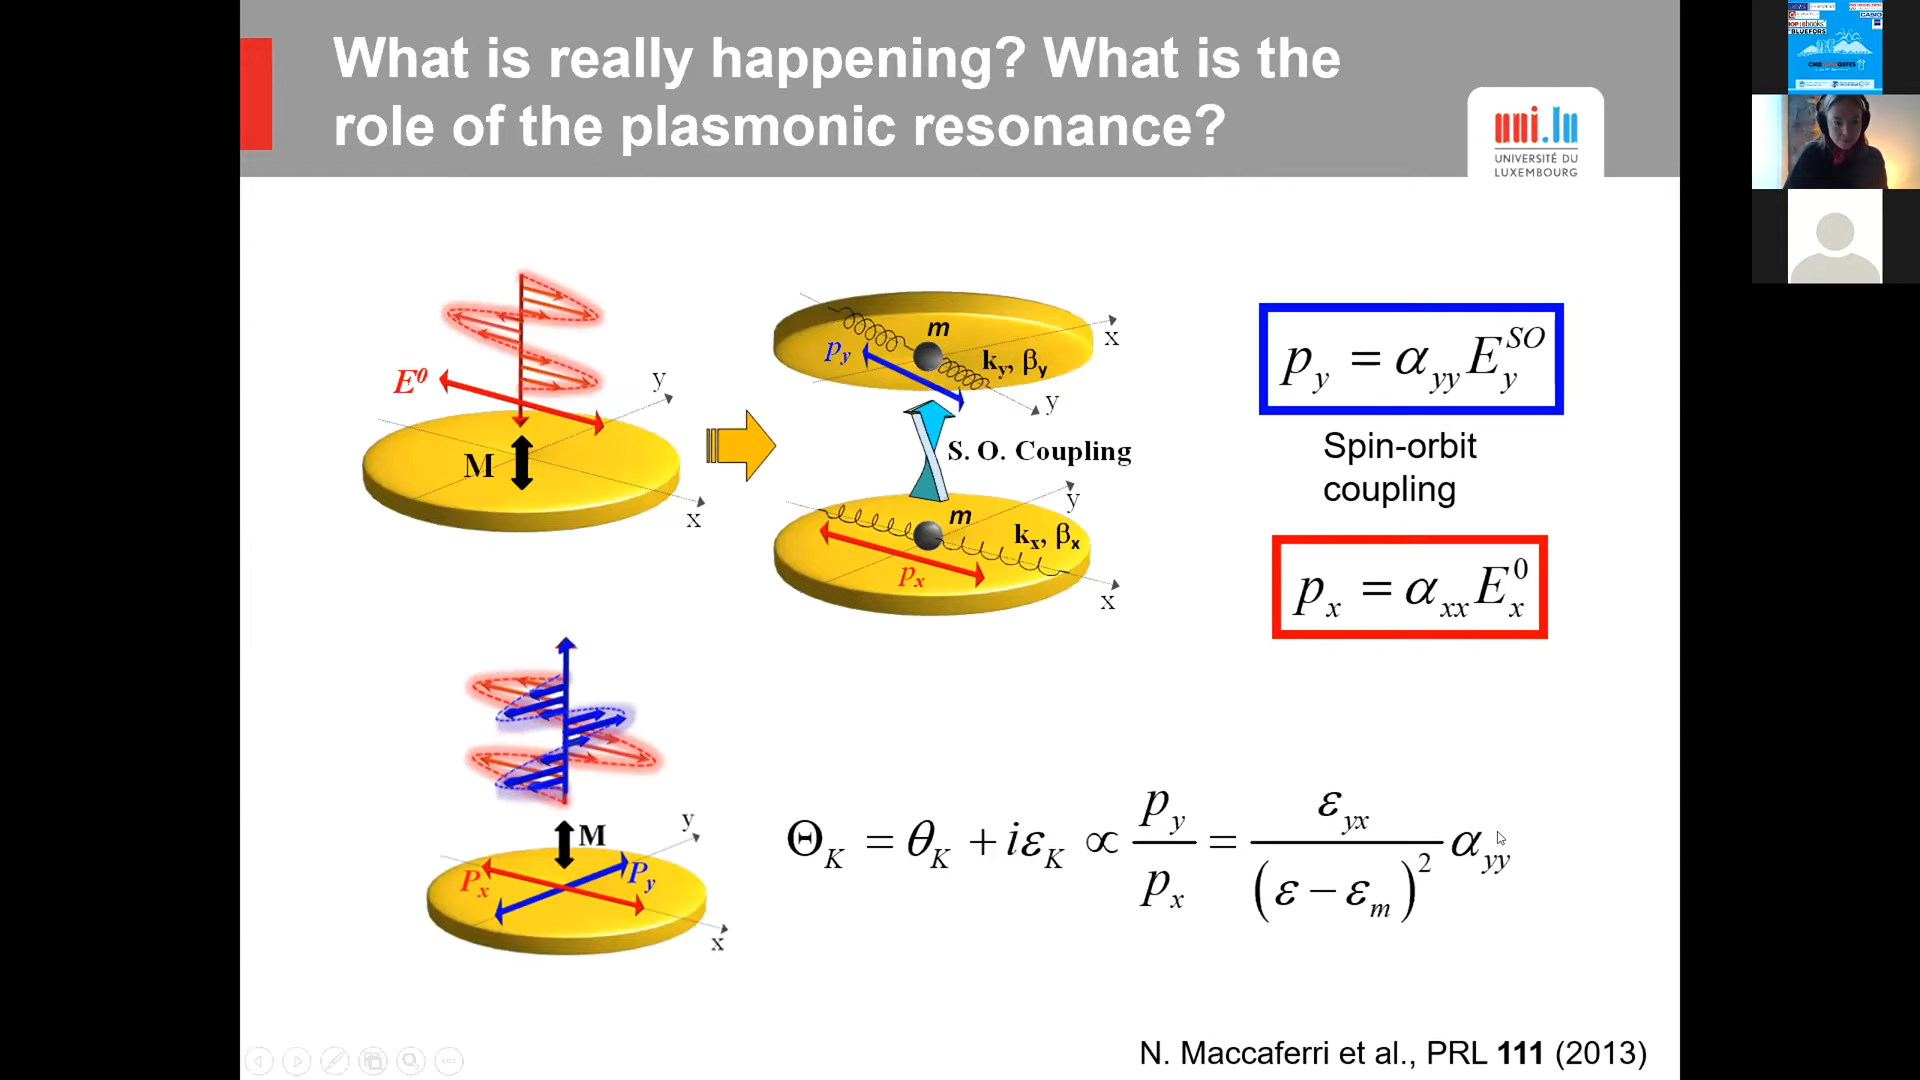 What is really happening? What is the
role of the plasmonic resonance?
uni.lu
UNIVERSITÉ DU
LUXEMBOURG
E⁰
M
y
x
m
p_y
k_y, β_y
x
y
S. O. Coupling
y
m
k_x, β_x
p_x
x
p_y = α_yy E_y^SO
Spin-orbit
coupling
p_x = α_xx E_x^0
M
y
P_x
P_y
x
Θ_K = θ_K + iε_K ∝ p_y / p_x = ε_yx / (ε − ε_m)² α_yy
N. Maccaferri et al., PRL 111 (2013)
CASIO
BLUEFORS